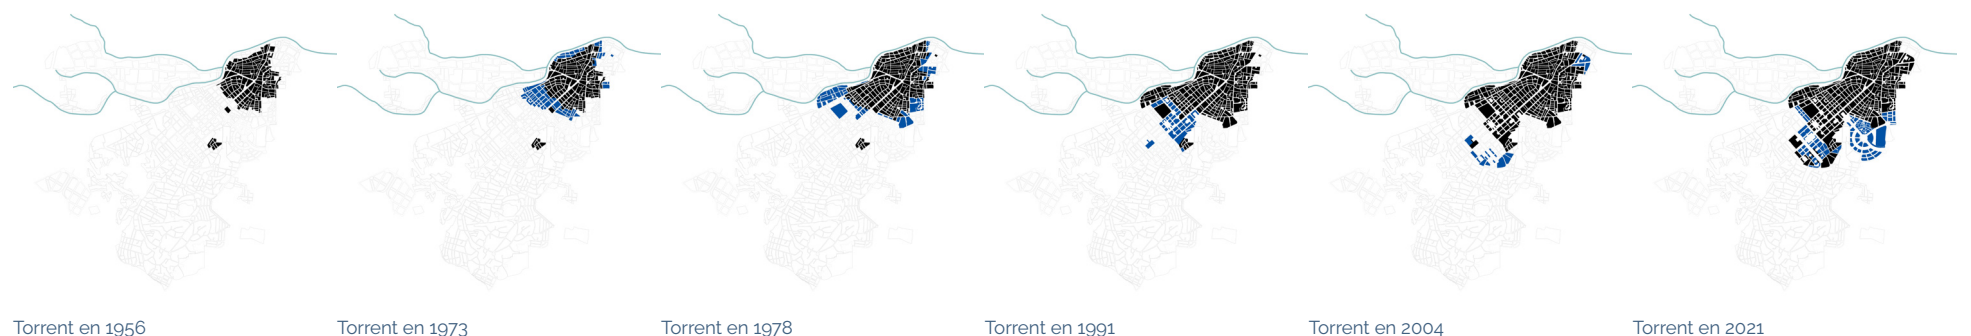 Torrent en 1956
Torrent en 1973
Torrent en 1978
Torrent en 1991
Torrent en 2004
Torrent en 2021